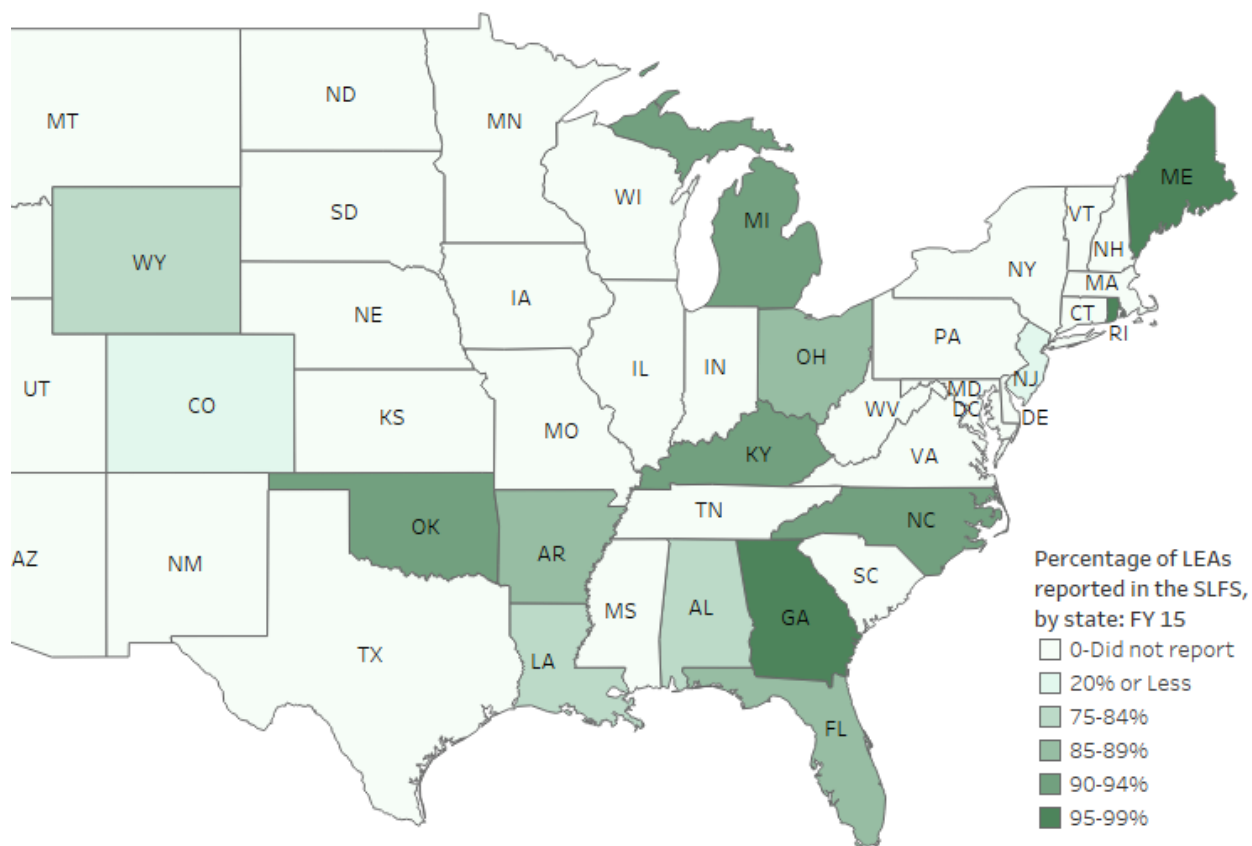 ND
MT
MN
ME
WI
VT
SD
MI
NH
WY
NY
MA
IA
CT
NE
RI
PA
OH
IL
IN
NJ
UT
MD
CO
WV
DC
DE
KS
MO
KY
VA
TN
OK
NC
AR
AZ
NM
SC
MS
AL
GA
TX
LA
FL
Percentage of LEAs
reported in the SLFS,
by state: FY 15
0-Did not report
20% or Less
75-84%
85-89%
90-94%
95-99%